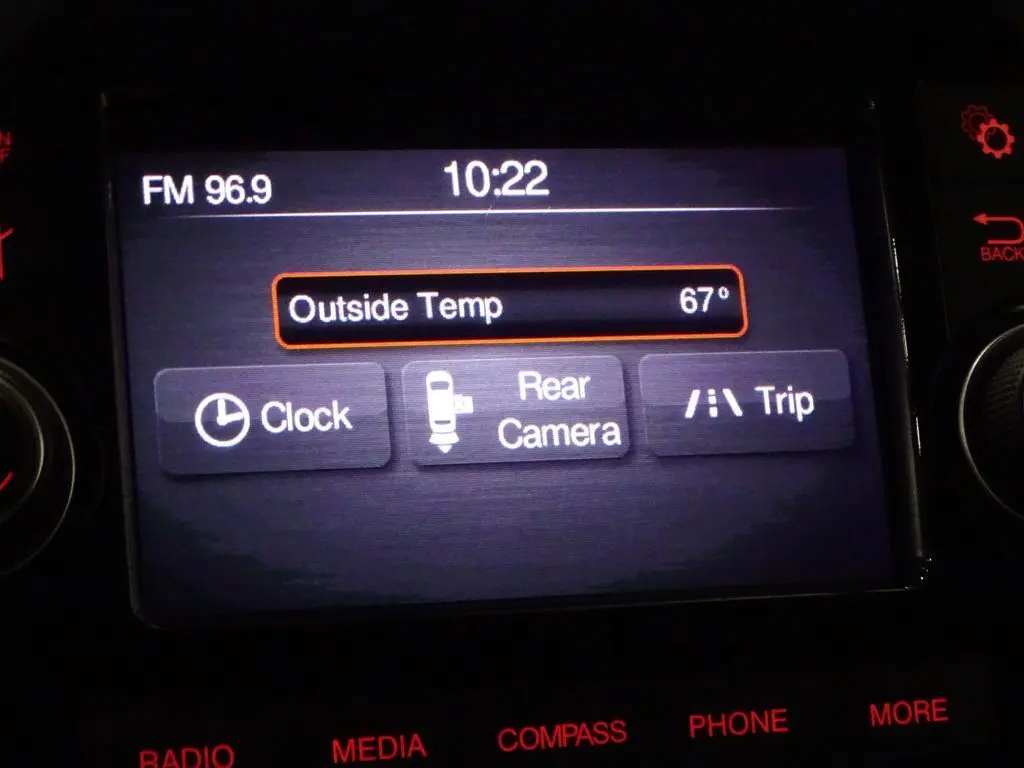 FM 96.9
10:22
Outside Temp 67°
Clock
Rear
Camera
Trip
BACK
RADIO
MEDIA
COMPASS
PHONE
MORE